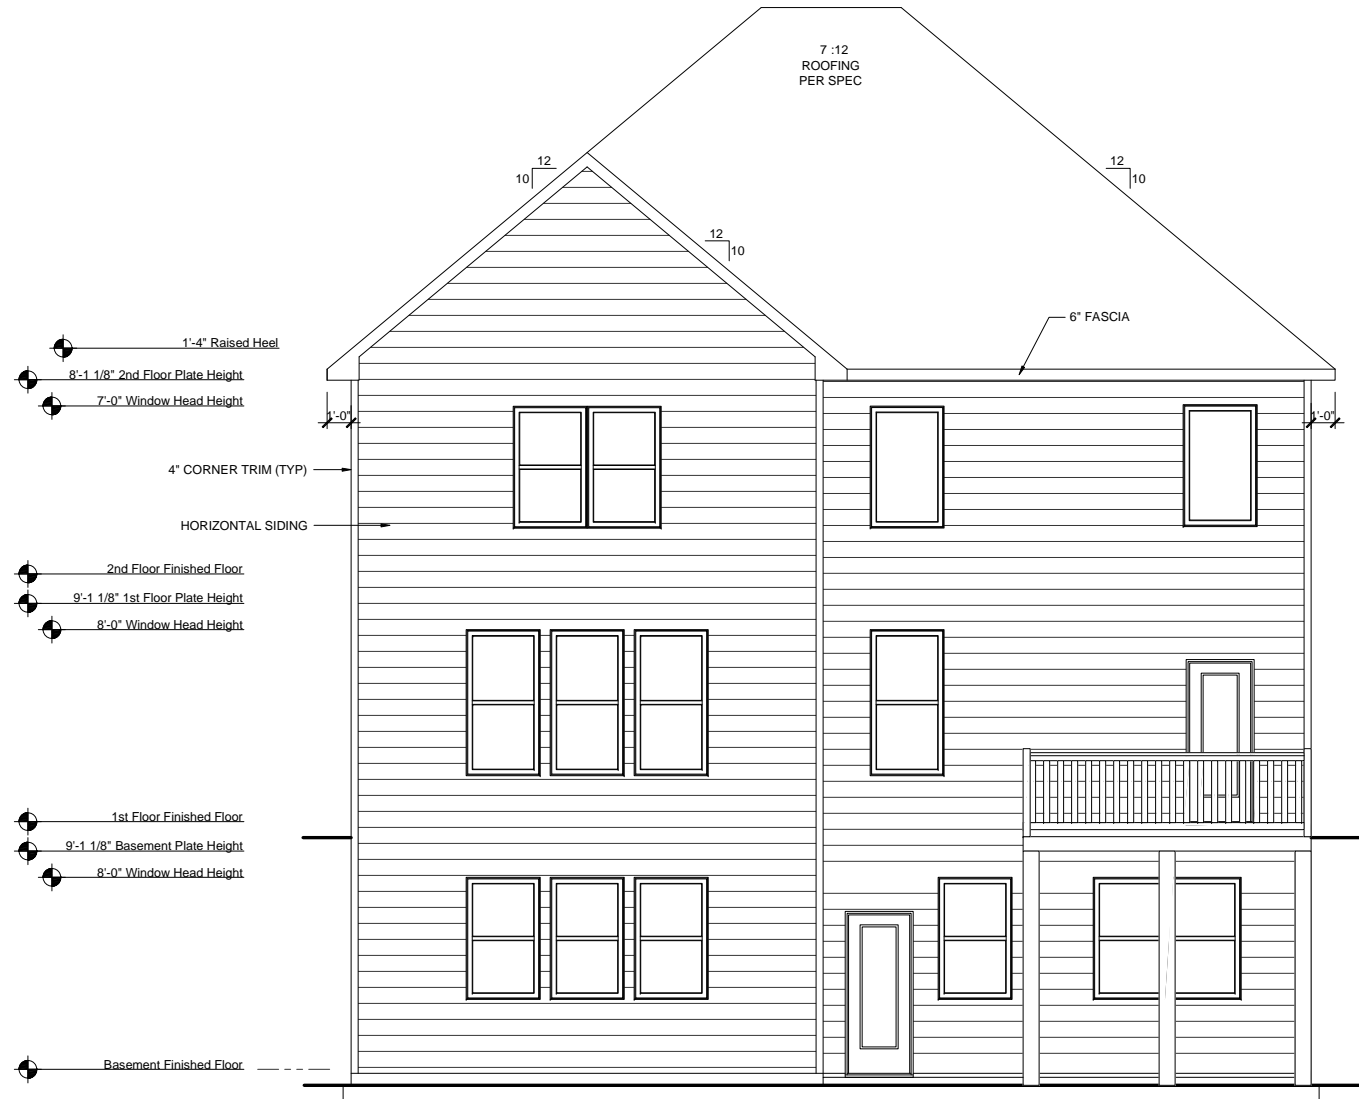 7 :12
ROOFING
PER SPEC
12
10
12
10
12
10
6" FASCIA
1'-4" Raised Heel
8'-1 1/8" 2nd Floor Plate Height
7'-0" Window Head Height
1'-0"
1'-0"
4" CORNER TRIM (TYP)
HORIZONTAL SIDING
2nd Floor Finished Floor
9'-1 1/8" 1st Floor Plate Height
8'-0" Window Head Height
1st Floor Finished Floor
9'-1 1/8" Basement Plate Height
8'-0" Window Head Height
Basement Finished Floor